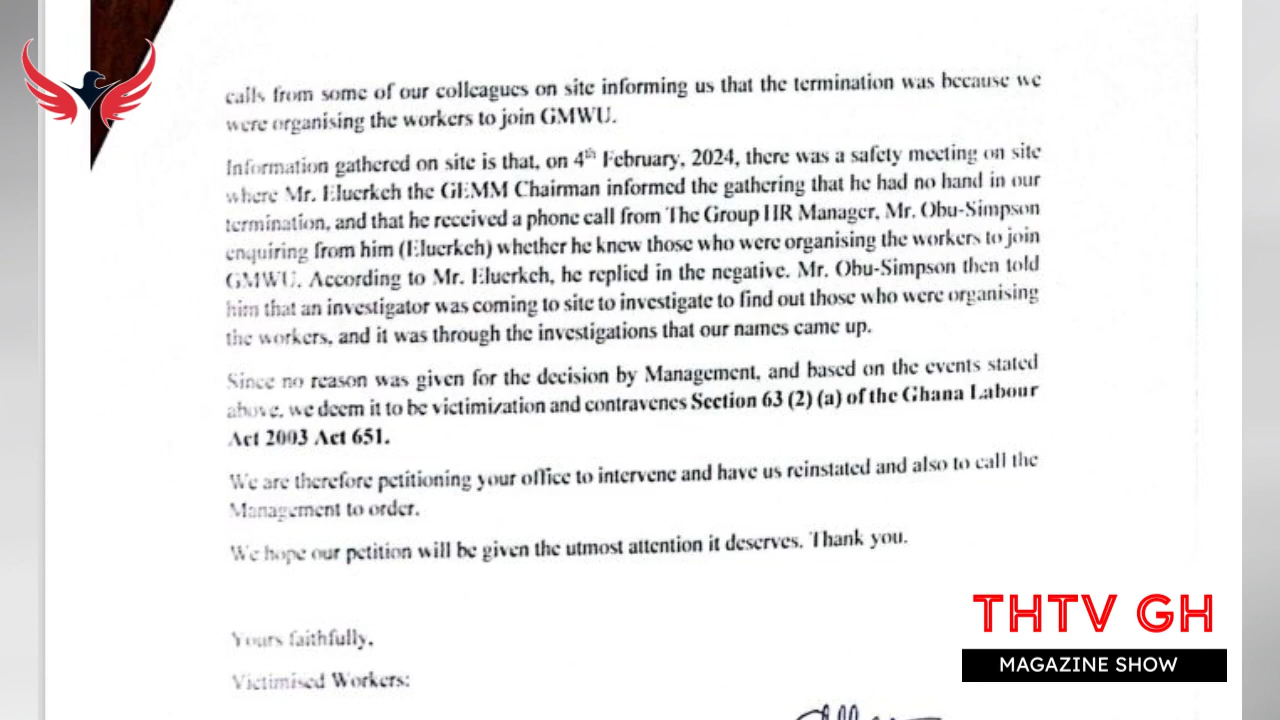 calls from some of our colleagues on site informing us that the termination was because we
were organising the workers to join GMWU.
Information gathered on site is that, on 4th February, 2024, there was a safety meeting on site
where Mr. Eluerkeh the GEMM Chairman informed the gathering that he had no hand in our
termination, and that he received a phone call from The Group HR Manager, Mr. Obu-Simpson
enquiring from him (Eluerkeh) whether he knew those who were organising the workers to join
GMWU. According to Mr. Eluerkeh, he replied in the negative. Mr. Obu-Simpson then told
him that an investigator was coming to site to investigate to find out those who were organising
the workers, and it was through the investigations that our names came up.
Since no reason was given for the decision by Management, and based on the events stated
above, we deem it to be victimization and contravenes Section 63 (2) (a) of the Ghana Labour
Act 2003 Act 651.
We are therefore petitioning your office to intervene and have us reinstated and also to call the
Management to order.
We hope our petition will be given the utmost attention it deserves. Thank you.
Yours faithfully,
Victimised Workers:
THTV GH
MAGAZINE SHOW